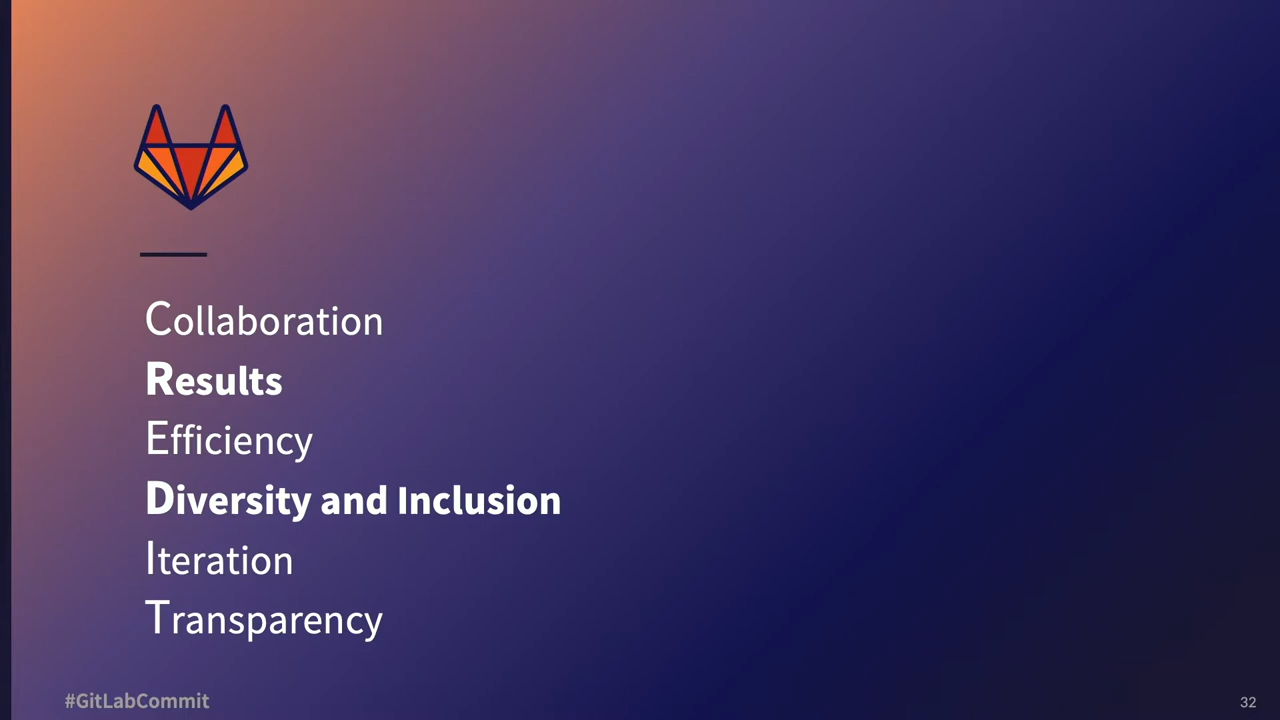 Collaboration
Results
Efficiency
Diversity and Inclusion
Iteration
Transparency
#GitLabCommit
32